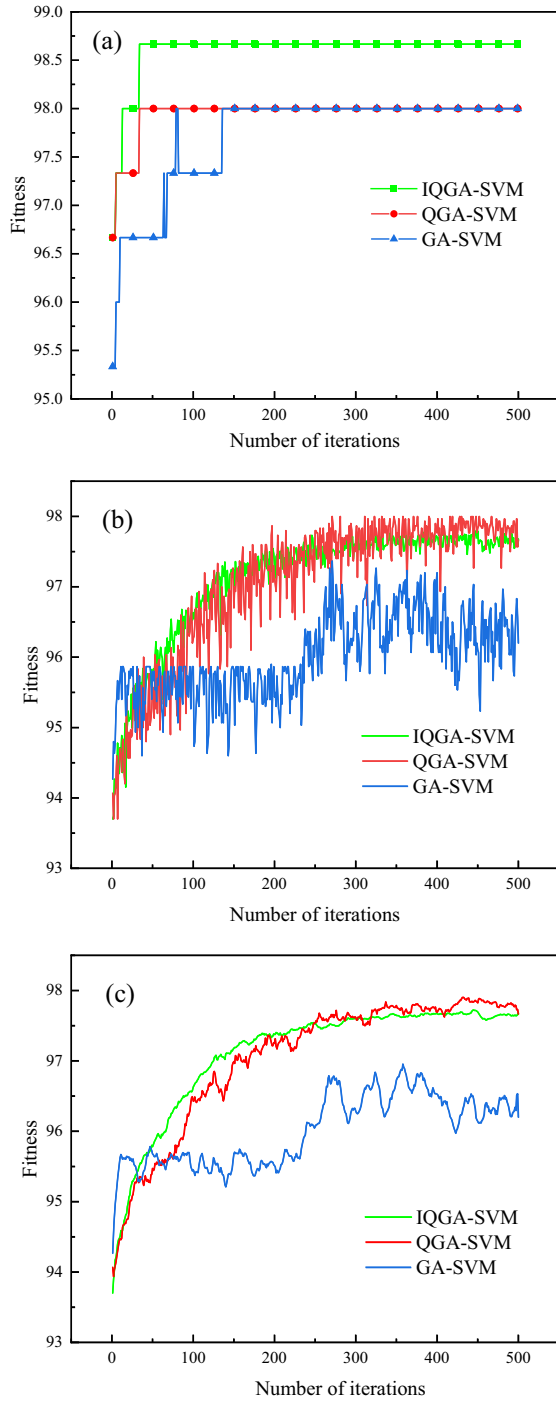 (a)
99.0
98.5
98.0
97.5
97.0
96.5
96.0
95.5
95.0
Fitness
IQGA-SVM
QGA-SVM
GA-SVM
0
100
200
300
400
500
Number of iterations
(b)
98
97
96
95
94
93
Fitness
IQGA-SVM
QGA-SVM
GA-SVM
0
100
200
300
400
500
Number of iterations
(c)
98
97
96
95
94
93
Fitness
IQGA-SVM
QGA-SVM
GA-SVM
0
100
200
300
400
500
Number of iterations